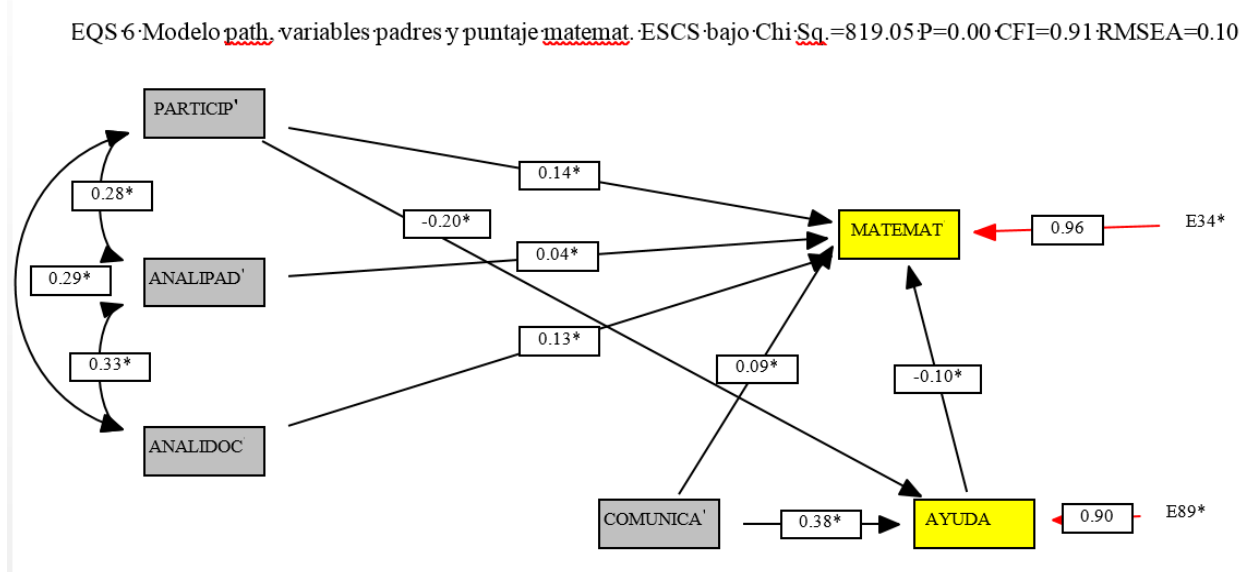 EQS 6 Modelo path, variables padres y puntaje matemat. ESCS bajo Chi Sq.=819.05 P=0.00 CFI=0.91 RMSEA=0.10
PARTICIP'
0.14*
0.28*
-0.20*
MATEMAT
0.96
E34*
0.04*
0.29*
ANALIPAD'
0.13*
0.33*
0.09*
-0.10*
ANALIDOC'
COMUNICA'
0.38*
AYUDA
0.90
E89*